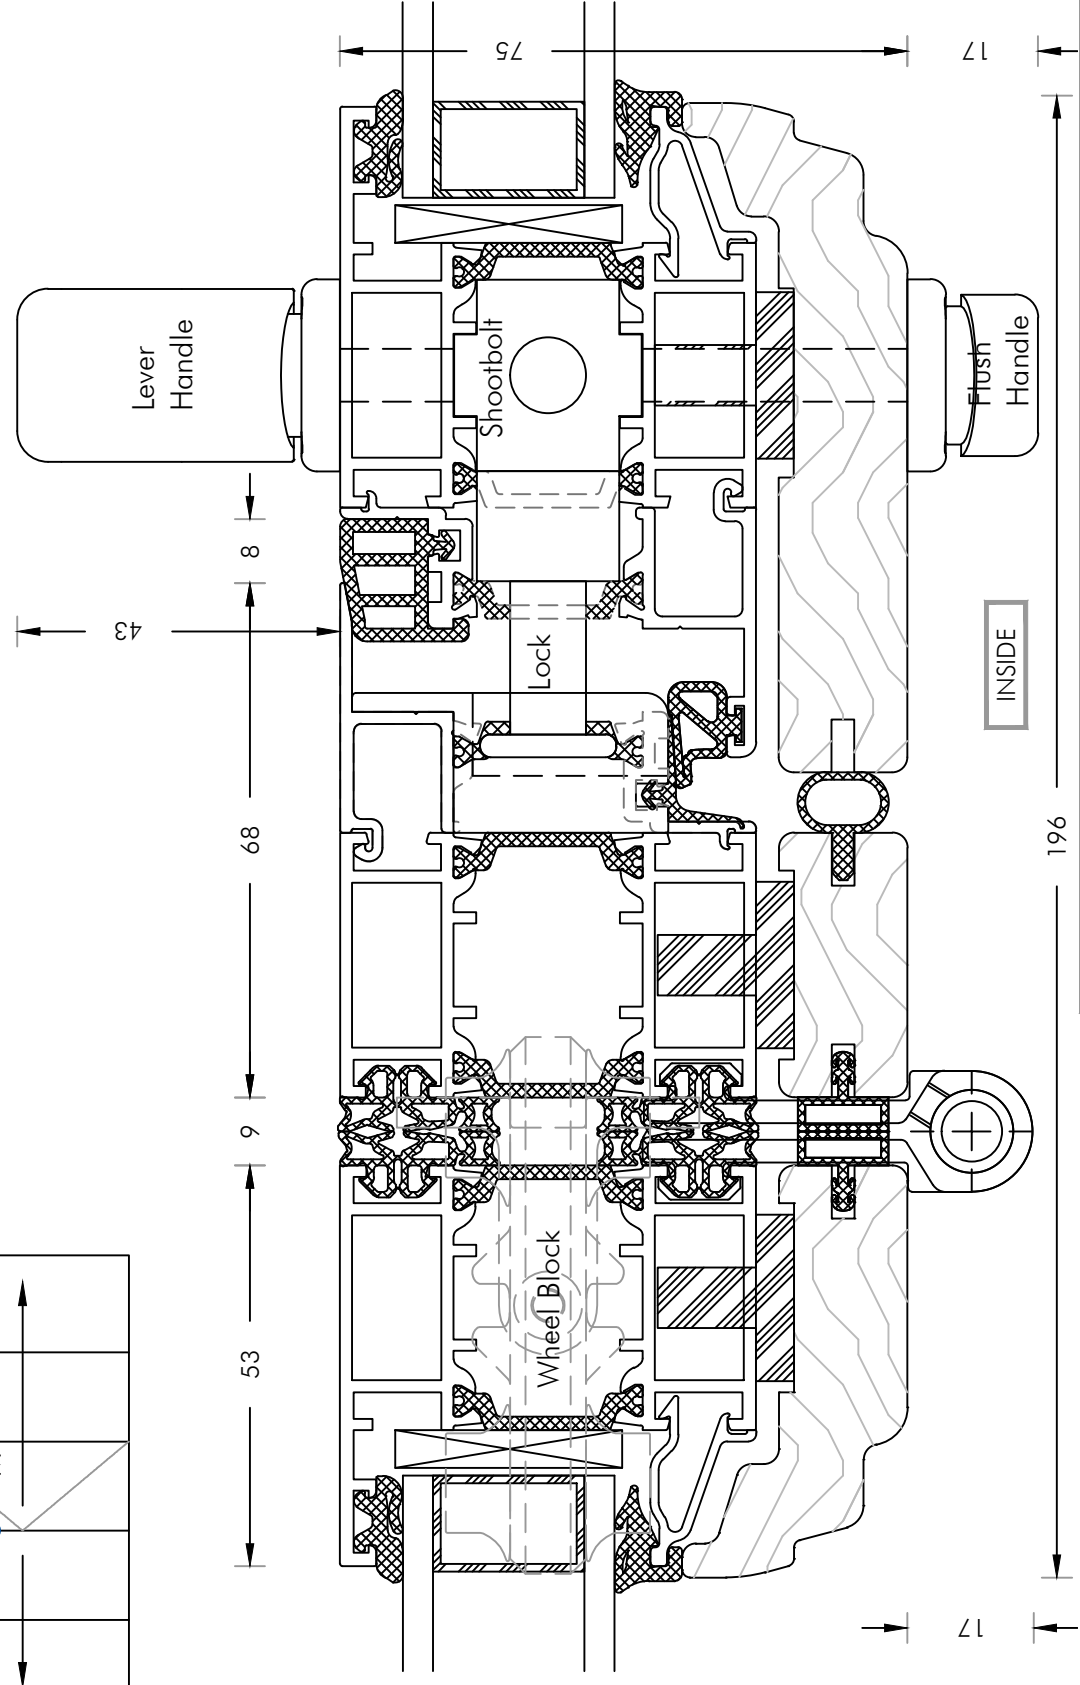 75
17
Lever
Handle
Shootbolt
Flush
Handle
8
43
Lock
INSIDE
68
196
9
Wheel Block
53
17